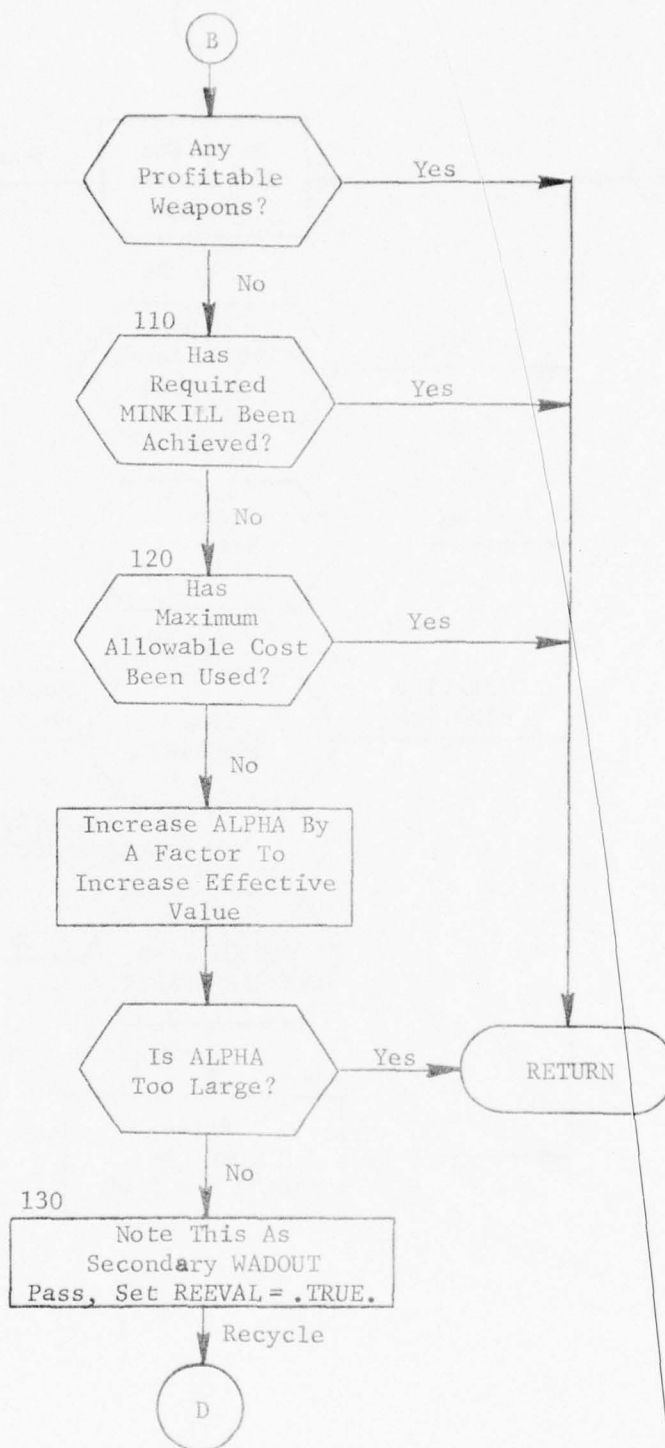 B
Any
Profitable
Weapons?
Yes
No
110
Has
Required
MINKILL Been
Achieved?
Yes
No
120
Has
Maximum
Allowable Cost
Been Used?
Yes
No
Increase ALPHA By
A Factor To
Increase Effective
Value
Is ALPHA
Too Large?
Yes
RETURN
No
130
Note This As
Secondary WADOUT
Pass, Set REEVAL = .TRUE.
Recycle
D